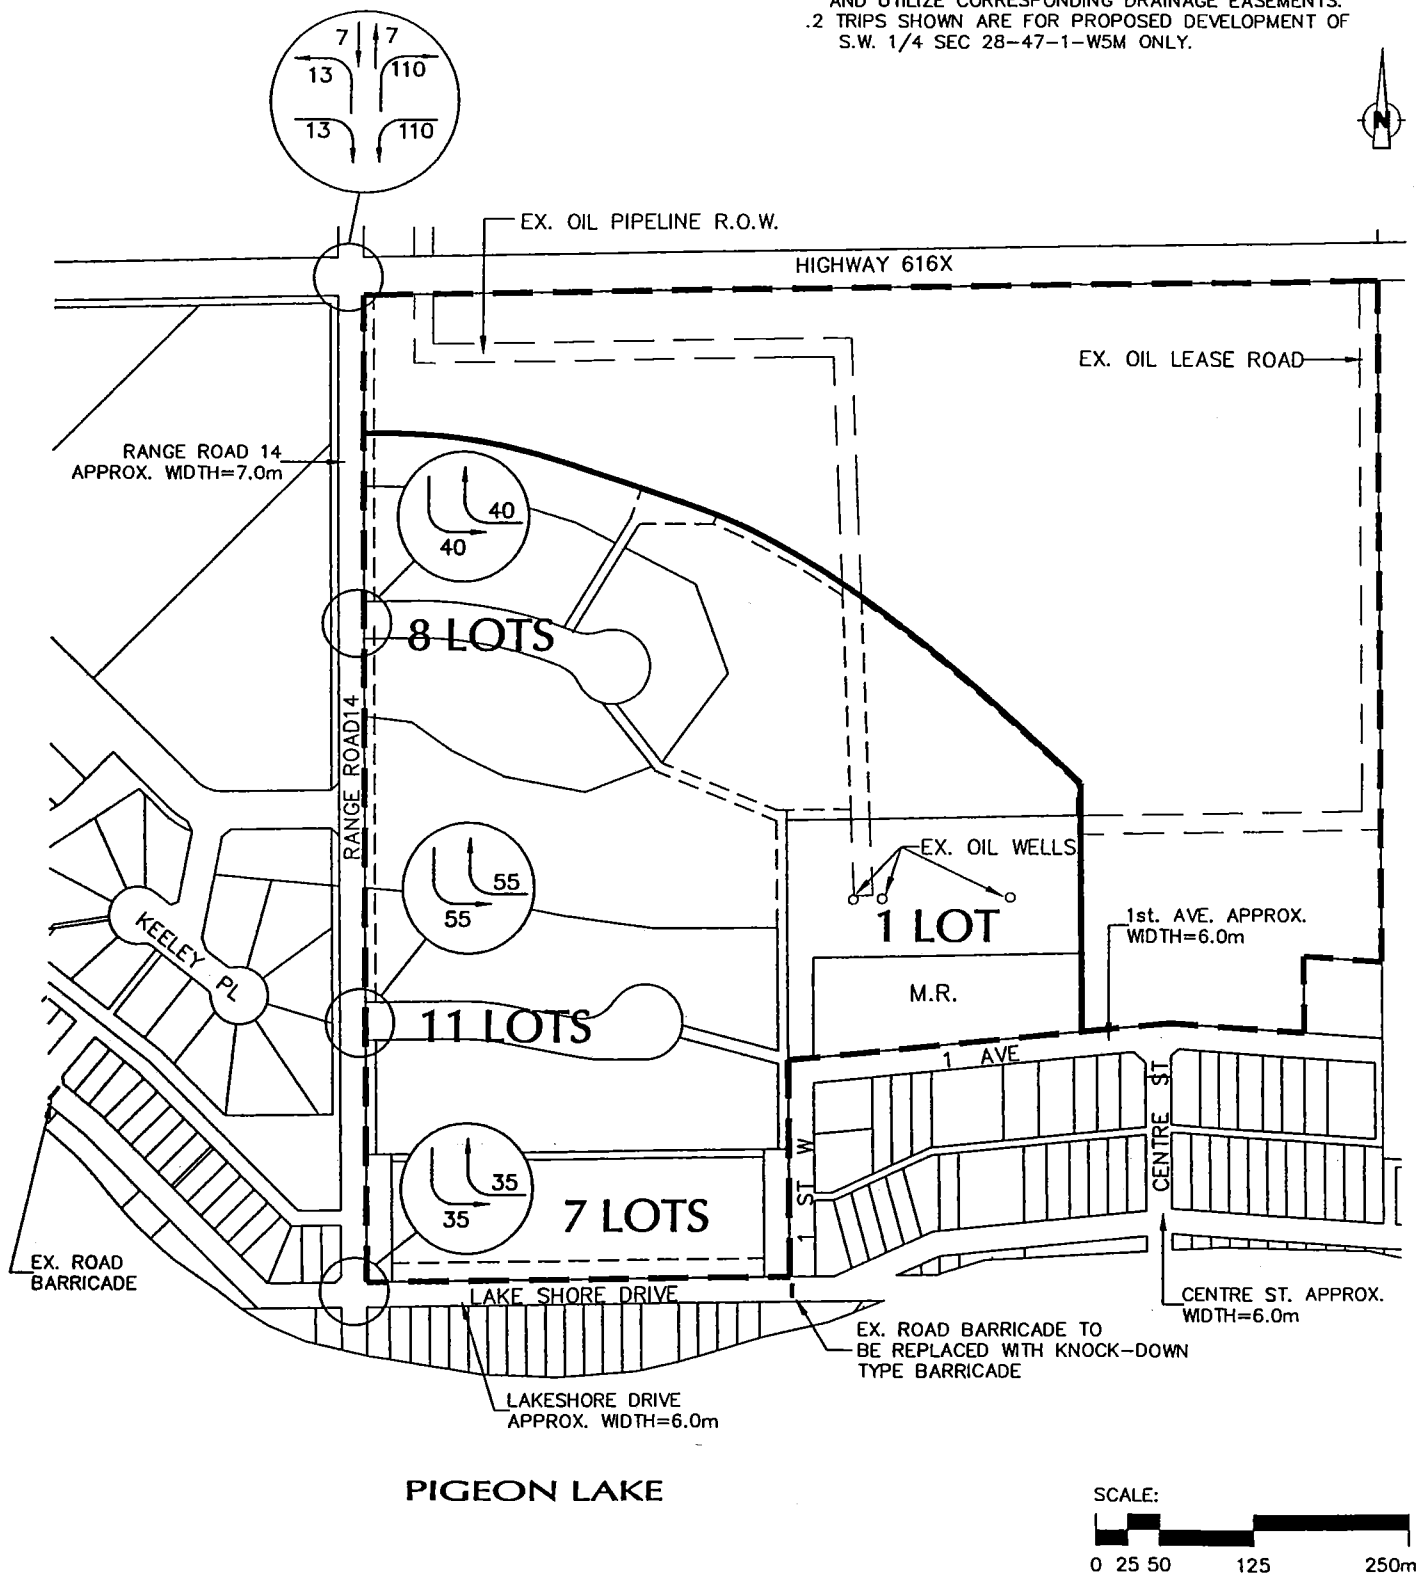 AND UTILIZE CORRESPONDING DRAINAGE EASEMENTS.
.2 TRIPS SHOWN ARE FOR PROPOSED DEVELOPMENT OF
S.W. 1/4 SEC 28-47-1-W5M ONLY.
7 7
13 110
13 110
N
EX. OIL PIPELINE R.O.W.
HIGHWAY 616X
EX. OIL LEASE ROAD
RANGE ROAD 14
APPROX. WIDTH=7.0m
40
40
8 LOTS
RANGE ROAD14
55
55
EX. OIL WELLS
1 LOT
1st. AVE. APPROX.
WIDTH=6.0m
KEELEY PL
M.R.
11 LOTS
1 AVE
CENTRE ST
1 ST W
35
35
7 LOTS
EX. ROAD
BARRICADE
LAKE SHORE DRIVE
CENTRE ST. APPROX.
WIDTH=6.0m
EX. ROAD BARRICADE TO
BE REPLACED WITH KNOCK-DOWN
TYPE BARRICADE
LAKESHORE DRIVE
APPROX. WIDTH=6.0m
PIGEON LAKE
SCALE:
0 25 50 125 250m